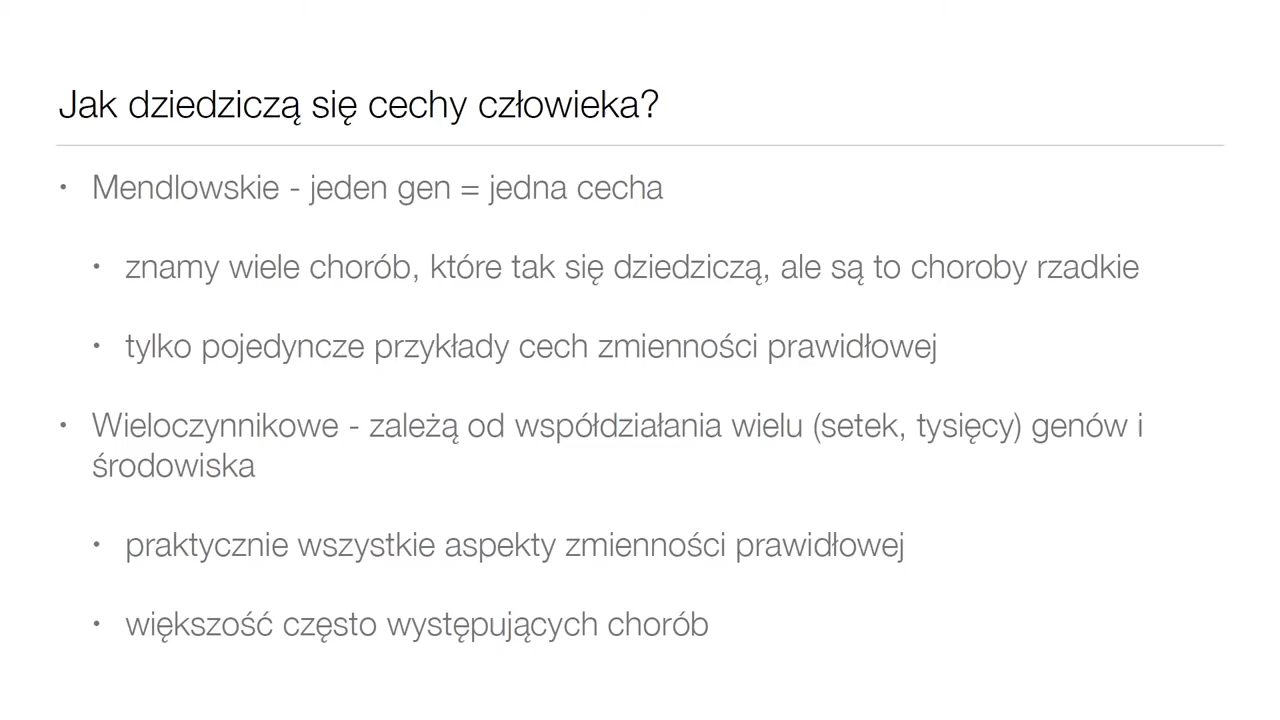 Jak dziedziczą się cechy człowieka?
• Mendlowskie - jeden gen = jedna cecha
• znamy wiele chorób, które tak się dziedziczą, ale są to choroby rzadkie
• tylko pojedyncze przykłady cech zmienności prawidłowej
• Wieloczynnikowe - zależą od współdziałania wielu (setek, tysięcy) genów i
środowiska
• praktycznie wszystkie aspekty zmienności prawidłowej
• większość często występujących chorób